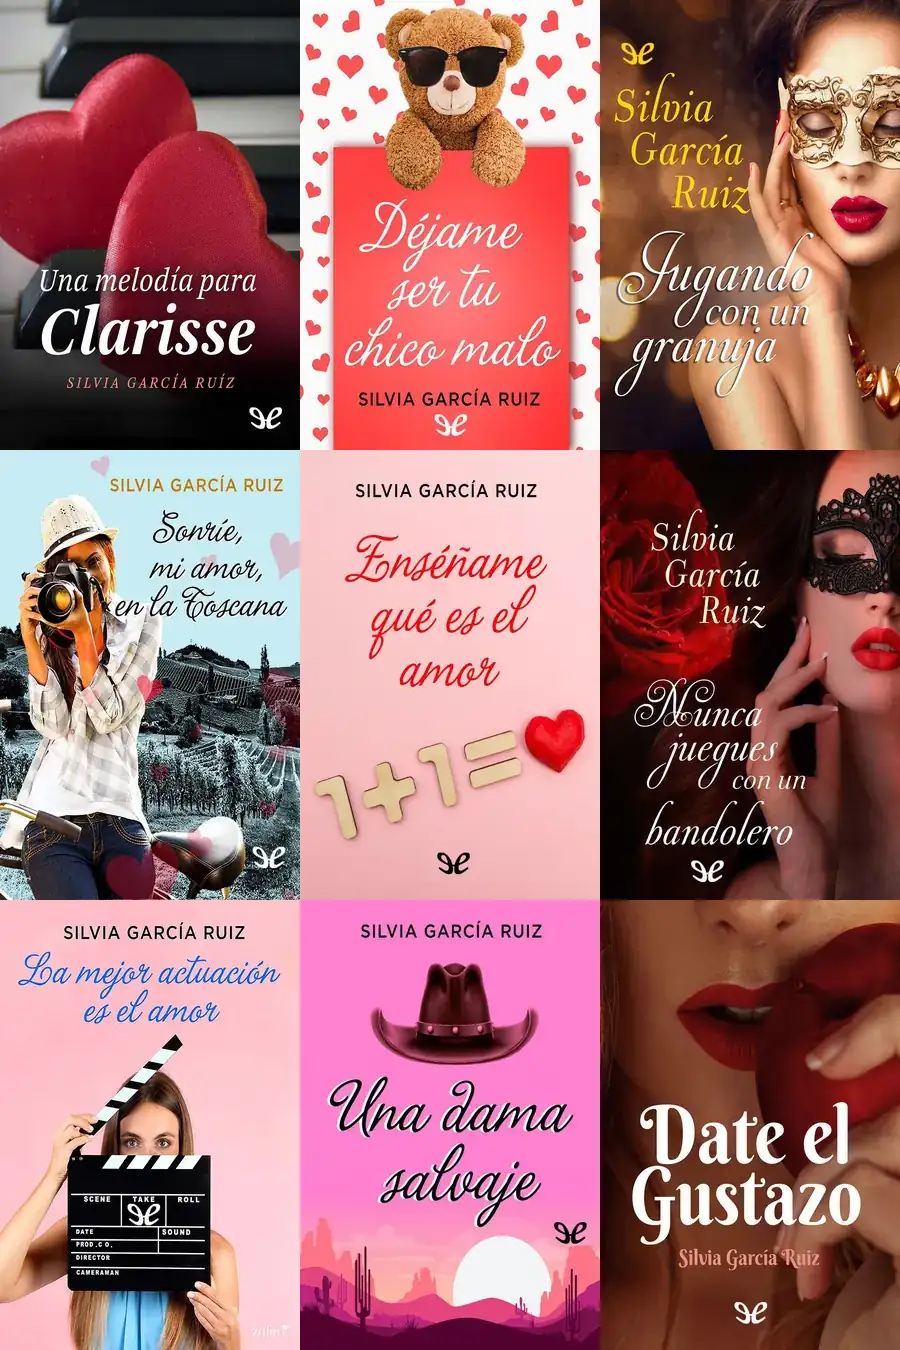 Una melodía para
Clarisse
SILVIA GARCÍA RUÍZ
Déjame
ser tu
chico malo
SILVIA GARCÍA RUIZ
Silvia
García
Ruiz
Jugando
con un
granuja
SILVIA GARCÍA RUIZ
Sonríe,
mi amor,
en la Toscana
SILVIA GARCÍA RUIZ
Enséñame
qué es el
amor
1+1=
Silvia
García
Ruiz
Nunca
juegues
con un
bandolero
SILVIA GARCÍA RUIZ
La mejor actuación
es el amor
SCENE TAKE ROLL
DATE SOUND
PROD.CO.
DIRECTOR
CAMERAMAN
zafiro
SILVIA GARCÍA RUIZ
Una dama
salvaje
Date el
Gustazo
Silvia García Ruiz